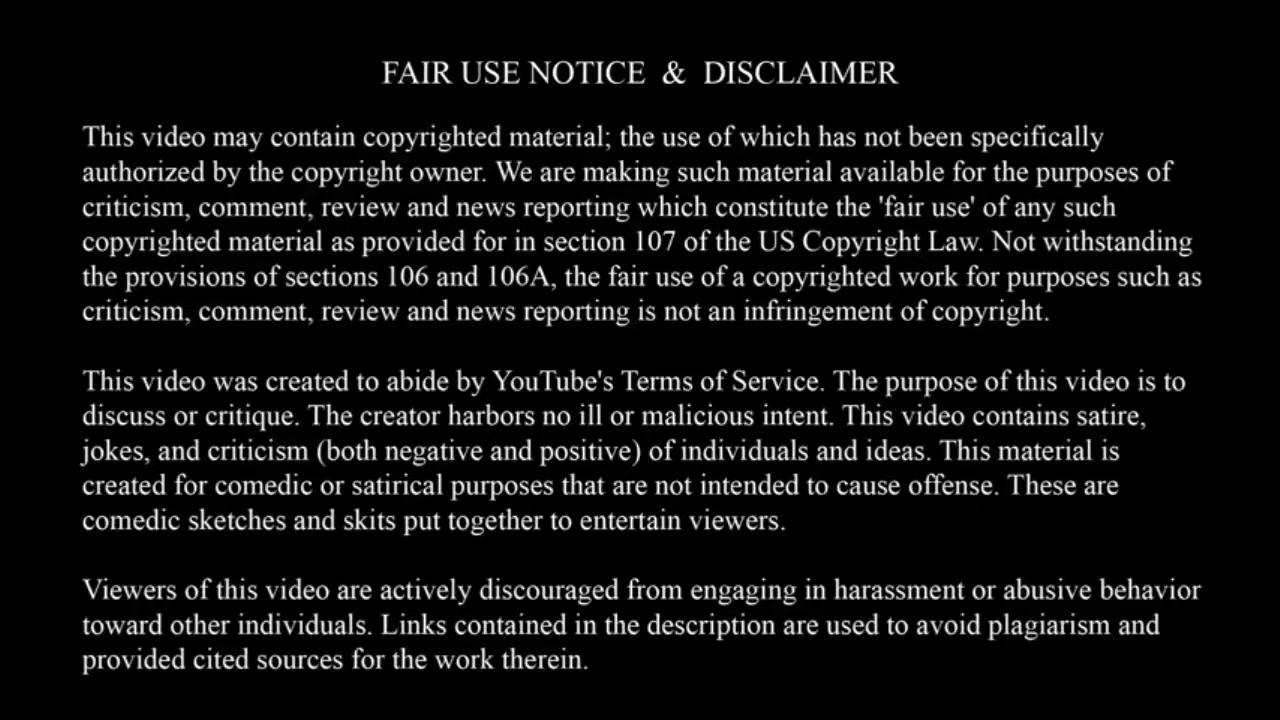 FAIR USE NOTICE & DISCLAIMER
This video may contain copyrighted material; the use of which has not been specifically
authorized by the copyright owner. We are making such material available for the purposes of
criticism, comment, review and news reporting which constitute the 'fair use' of any such
copyrighted material as provided for in section 107 of the US Copyright Law. Not withstanding
the provisions of sections 106 and 106A, the fair use of a copyrighted work for purposes such as
criticism, comment, review and news reporting is not an infringement of copyright.
This video was created to abide by YouTube's Terms of Service. The purpose of this video is to
discuss or critique. The creator harbors no ill or malicious intent. This video contains satire,
jokes, and criticism (both negative and positive) of individuals and ideas. This material is
created for comedic or satirical purposes that are not intended to cause offense. These are
comedic sketches and skits put together to entertain viewers.
Viewers of this video are actively discouraged from engaging in harassment or abusive behavior
toward other individuals. Links contained in the description are used to avoid plagiarism and
provided cited sources for the work therein.